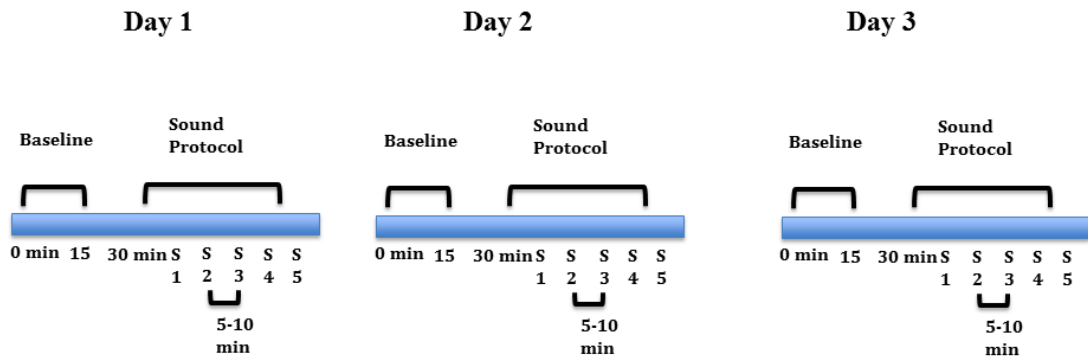 Day 1
Day 2
Day 3
Baseline
Sound
Protocol
Baseline
Sound
Protocol
Baseline
Sound
Protocol
0 min 15 30 min S S S S S
1 2 3 4 5
5-10
min
0 min 15 30 min S S S S S
1 2 3 4 5
5-10
min
0 min 15 30 min S S S S S
1 2 3 4 5
5-10
min